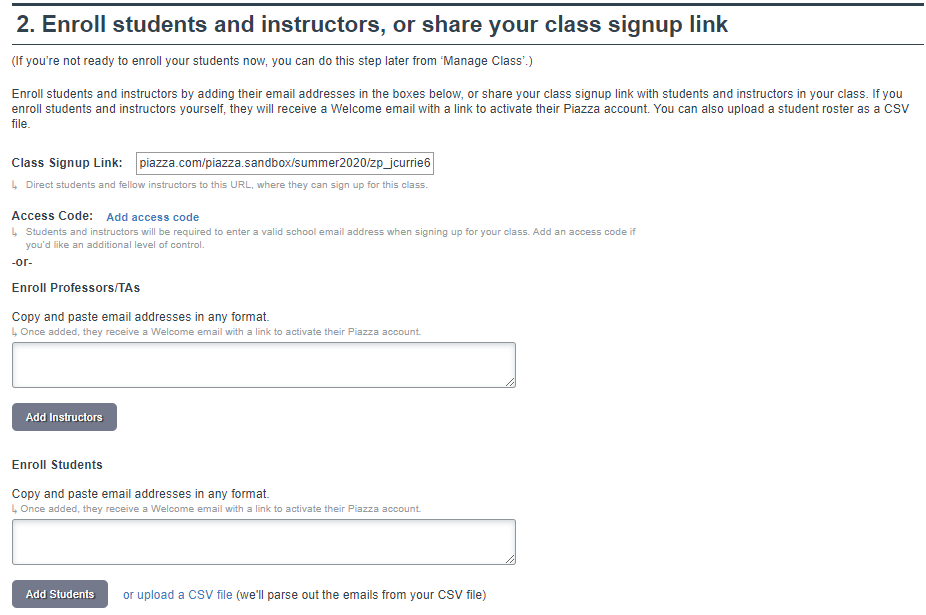 2. Enroll students and instructors, or share your class signup link
(If you're not ready to enroll your students now, you can do this step later from ‘Manage Class’.)
Enroll students and instructors by adding their email addresses in the boxes below, or share your class signup link with students and instructors in your class. If you
enroll students and instructors yourself, they will receive a Welcome email with a link to activate their Piazza account. You can also upload a student roster as a CSV
file.
Class Signup Link: piazza.com/piazza.sandbox/summer2020/zp_jcurrie6
Direct students and fellow instructors to this URL, where they can sign up for this class.
Access Code: Add access code
Students and instructors will be required to enter a valid school email address when signing up for your class. Add an access code if
you'd like an additional level of control.
-or-
Enroll Professors/TAs
Copy and paste email addresses in any format.
Once added, they receive a Welcome email with a link to activate their Piazza account.
Add Instructors
Enroll Students
Copy and paste email addresses in any format.
Once added, they receive a Welcome email with a link to activate their Piazza account.
Add Students or upload a CSV file (we'll parse out the emails from your CSV file)